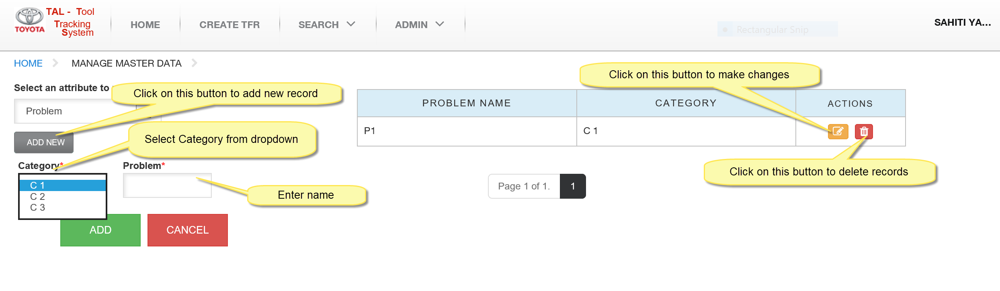 TAL - Tool
Tracking
System
TOYOTA
HOME
CREATE TFR
SEARCH
ADMIN
Rectangular Snip
SAHITI YA...
HOME
MANAGE MASTER DATA
Select an attribute to
Click on this button to add new record
Problem
ADD NEW
Select Category from dropdown
Category*
C 1
C 2
C 3
Problem*
Enter name
ADD
CANCEL
Click on this button to make changes
PROBLEM NAME
CATEGORY
ACTIONS
P1
C 1
Click on this button to delete records
Page 1 of 1.
1